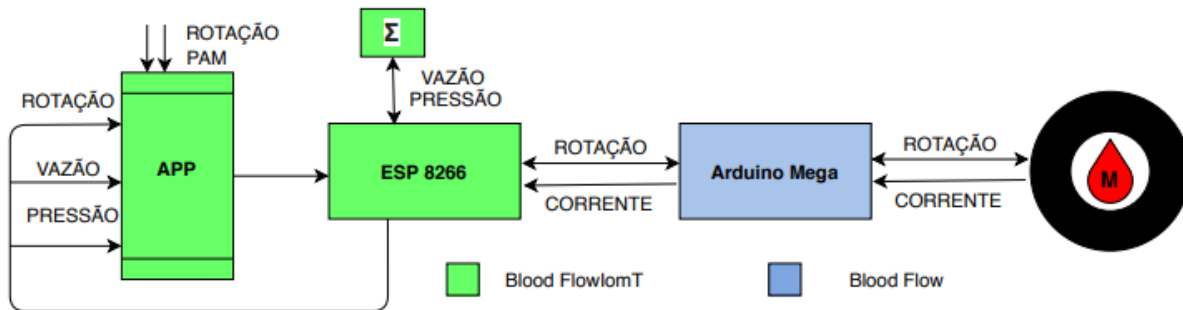 ROTAÇÃO
PAM
Σ
VAZÃO
PRESSÃO
ROTAÇÃO
VAZÃO
PRESSÃO
APP
ESP 8266
ROTAÇÃO
CORRENTE
Arduino Mega
ROTAÇÃO
CORRENTE
M
Blood FlowIomT
Blood Flow